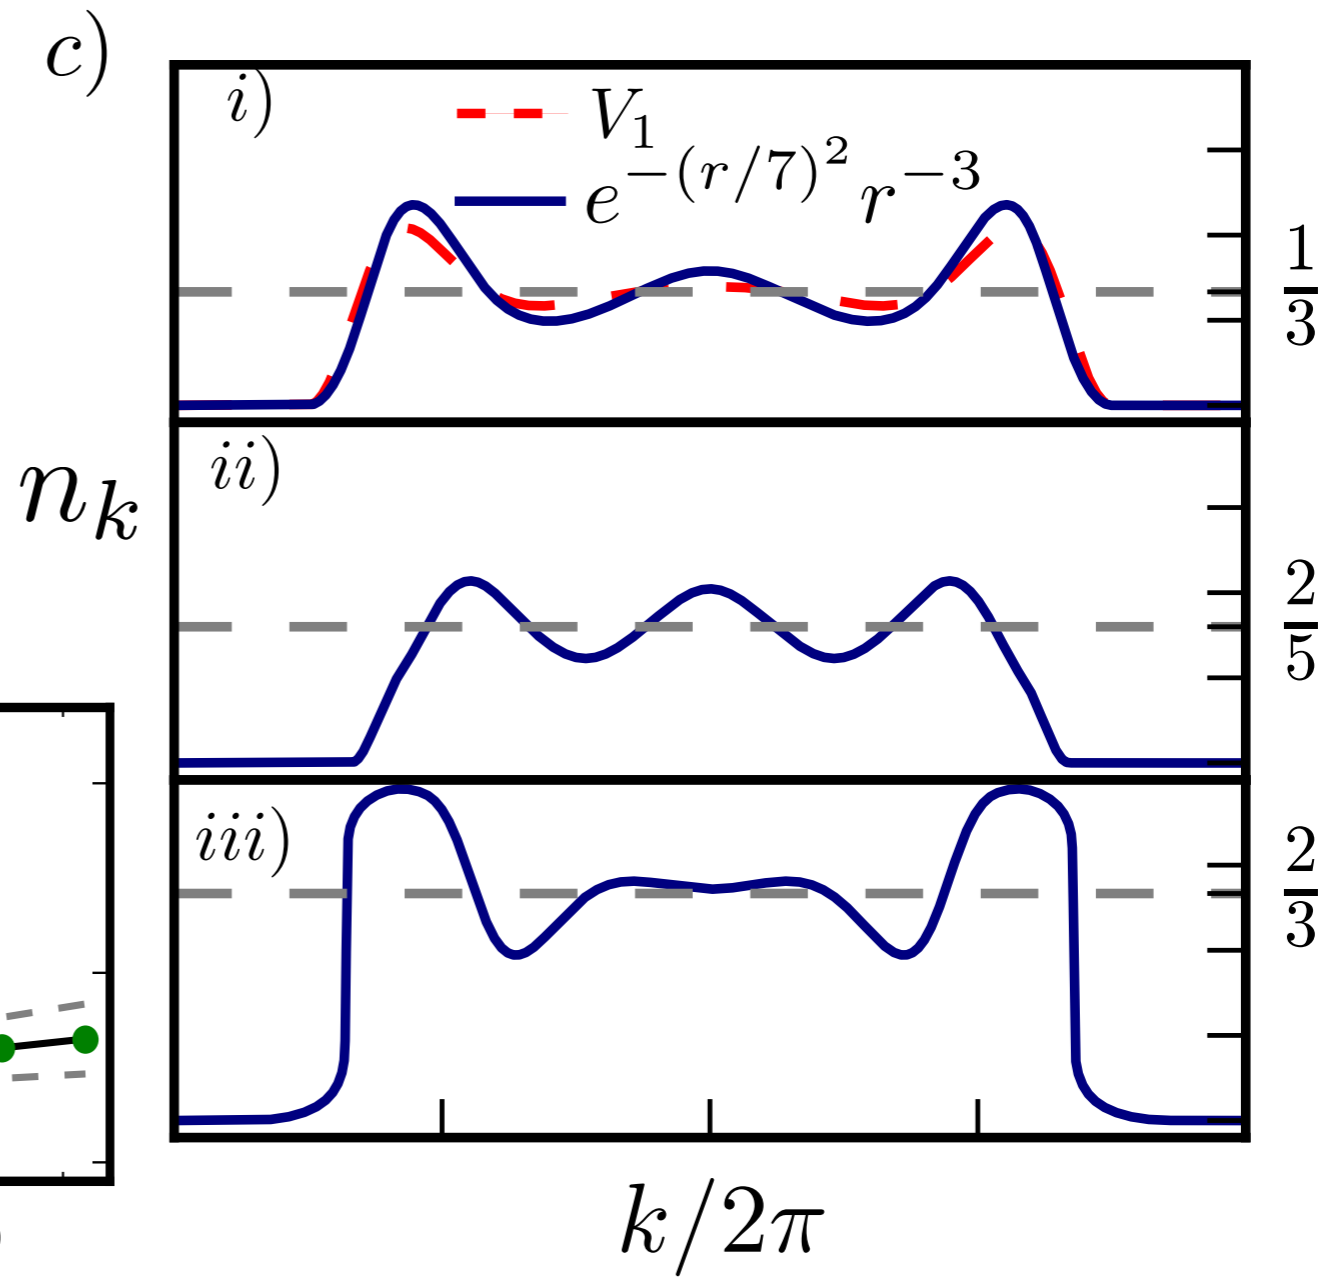 c)
i)
V₁
e^{-(r/7)^2} r^{-3}
1/3
n_k
ii)
2/5
iii)
2/3
k/2π